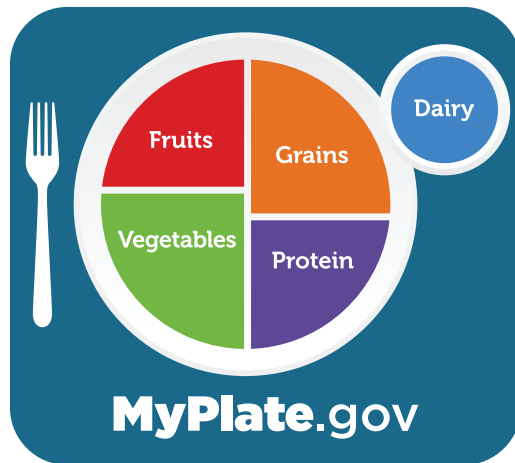 Fruits
Grains
Dairy
Vegetables
Protein
MyPlate.gov